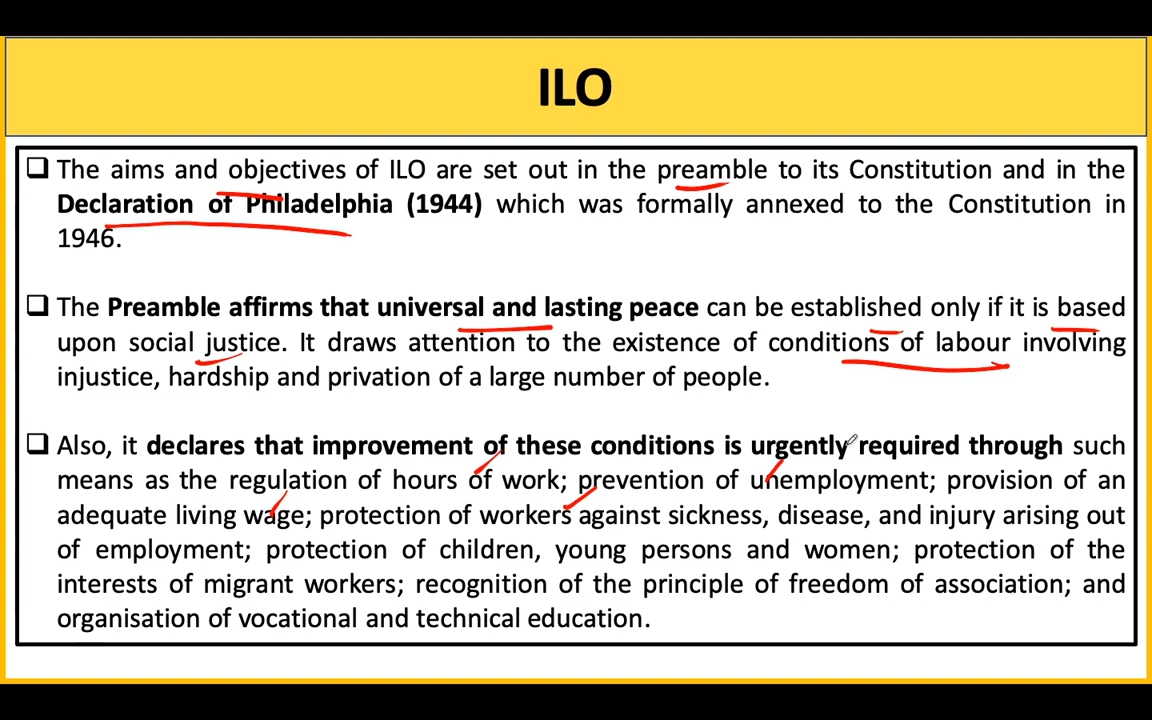 ILO
❑ The aims and objectives of ILO are set out in the preamble to its Constitution and in the
Declaration of Philadelphia (1944) which was formally annexed to the Constitution in
1946.
❑ The Preamble affirms that universal and lasting peace can be established only if it is based
upon social justice. It draws attention to the existence of conditions of labour involving
injustice, hardship and privation of a large number of people.
❑ Also, it declares that improvement of these conditions is urgently required through such
means as the regulation of hours of work; prevention of unemployment; provision of an
adequate living wage; protection of workers against sickness, disease, and injury arising out
of employment; protection of children, young persons and women; protection of the
interests of migrant workers; recognition of the principle of freedom of association; and
organisation of vocational and technical education.